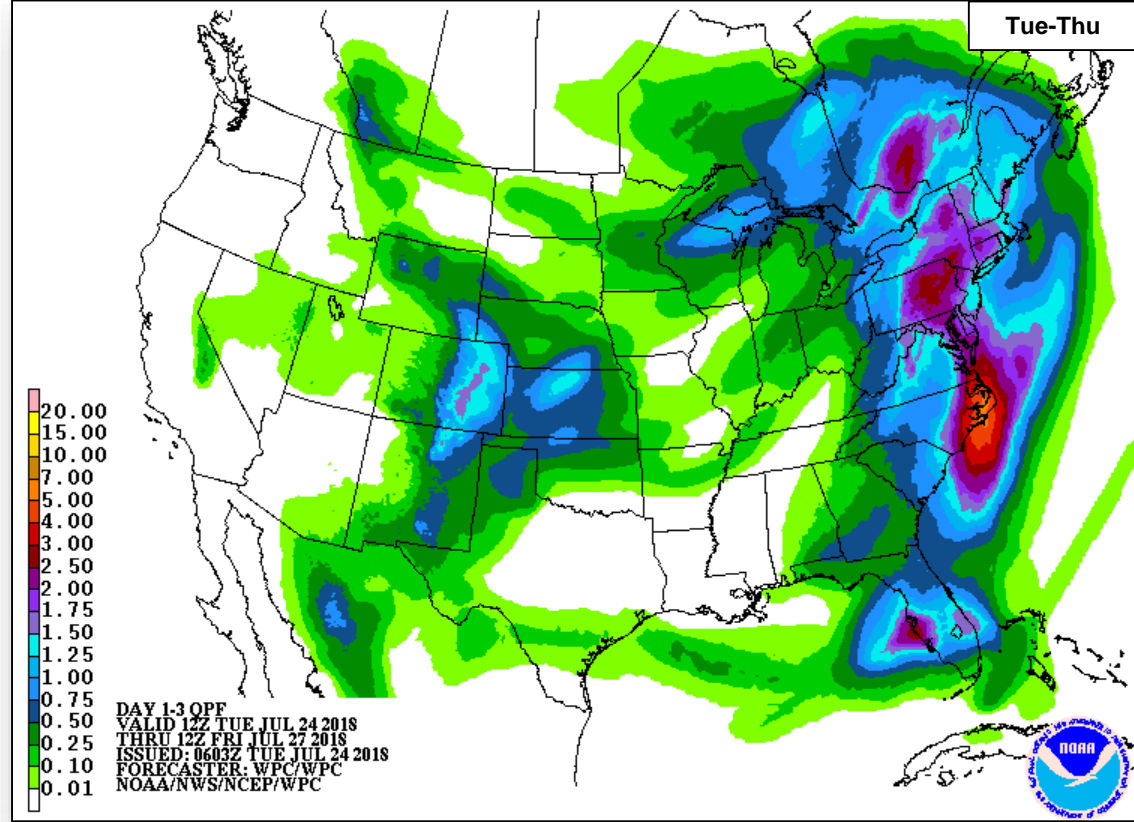 Tue-Thu
20.00
15.00
10.00
7.00
5.00
4.00
3.00
2.50
2.00
1.75
1.50
1.25
1.00
0.75
0.50
0.25
0.10
0.01
DAY 1-3 QPF
VALID 12Z TUE JUL 24 2018
THRU 12Z FRI JUL 27 2018
ISSUED: 0603Z TUE JUL 24 2018
FORECASTER: WPC/WPC
NOAA/NWS/NCEP/WPC
NOAA